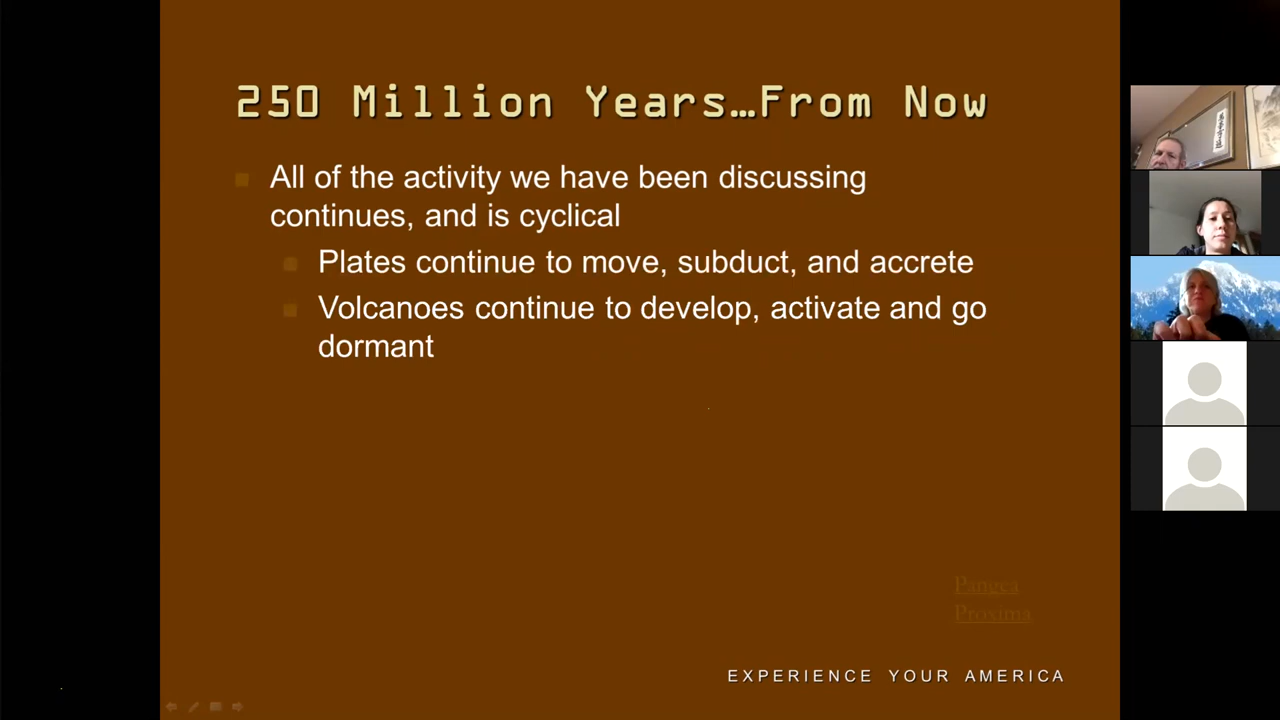 250 Million Years…From Now
All of the activity we have been discussing
continues, and is cyclical
Plates continue to move, subduct, and accrete
Volcanoes continue to develop, activate and go
dormant
Pangea
Proxima
EXPERIENCE YOUR AMERICA